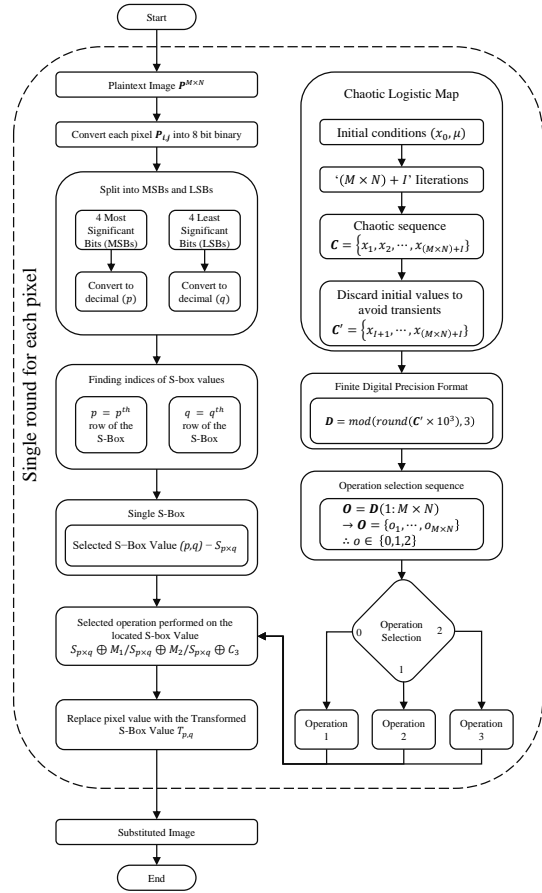 Start
Single round for each pixel
Plaintext Image P^{M×N}
Convert each pixel P_{i,j} into 8 bit binary
Split into MSBs and LSBs
4 Most
Significant
Bits (MSBs)
4 Least
Significant
Bits (LSBs)
Convert to
decimal (p)
Convert to
decimal (q)
Finding indices of S-box values
p = p^{th}
row of the
S-Box
q = q^{th}
row of the
S-Box
Single S-Box
Selected S−Box Value (p,q) − S_{p×q}
Selected operation performed on the
located S-box Value
S_{p×q} ⊕ M_1/S_{p×q} ⊕ M_2/S_{p×q} ⊕ C_3
Replace pixel value with the Transformed
S-Box Value T_{p,q}
Substituted Image
End
Chaotic Logistic Map
Initial conditions (x_0, μ)
‘(M × N) + I’ Iiterations
Chaotic sequence
C = {x_1, x_2, ⋯, x_{(M×N)+I}}
Discard initial values to
avoid transients
C′ = {x_{I+1}, ⋯, x_{(M×N)+I}}
Finite Digital Precision Format
D = mod(round(C′ × 10^3), 3)
Operation selection sequence
O = D(1: M × N)
→ O = {o_1, ⋯, o_{M×N}}
∴ o ∈ {0,1,2}
Operation
Selection
0
2
1
Operation
1
Operation
2
Operation
3